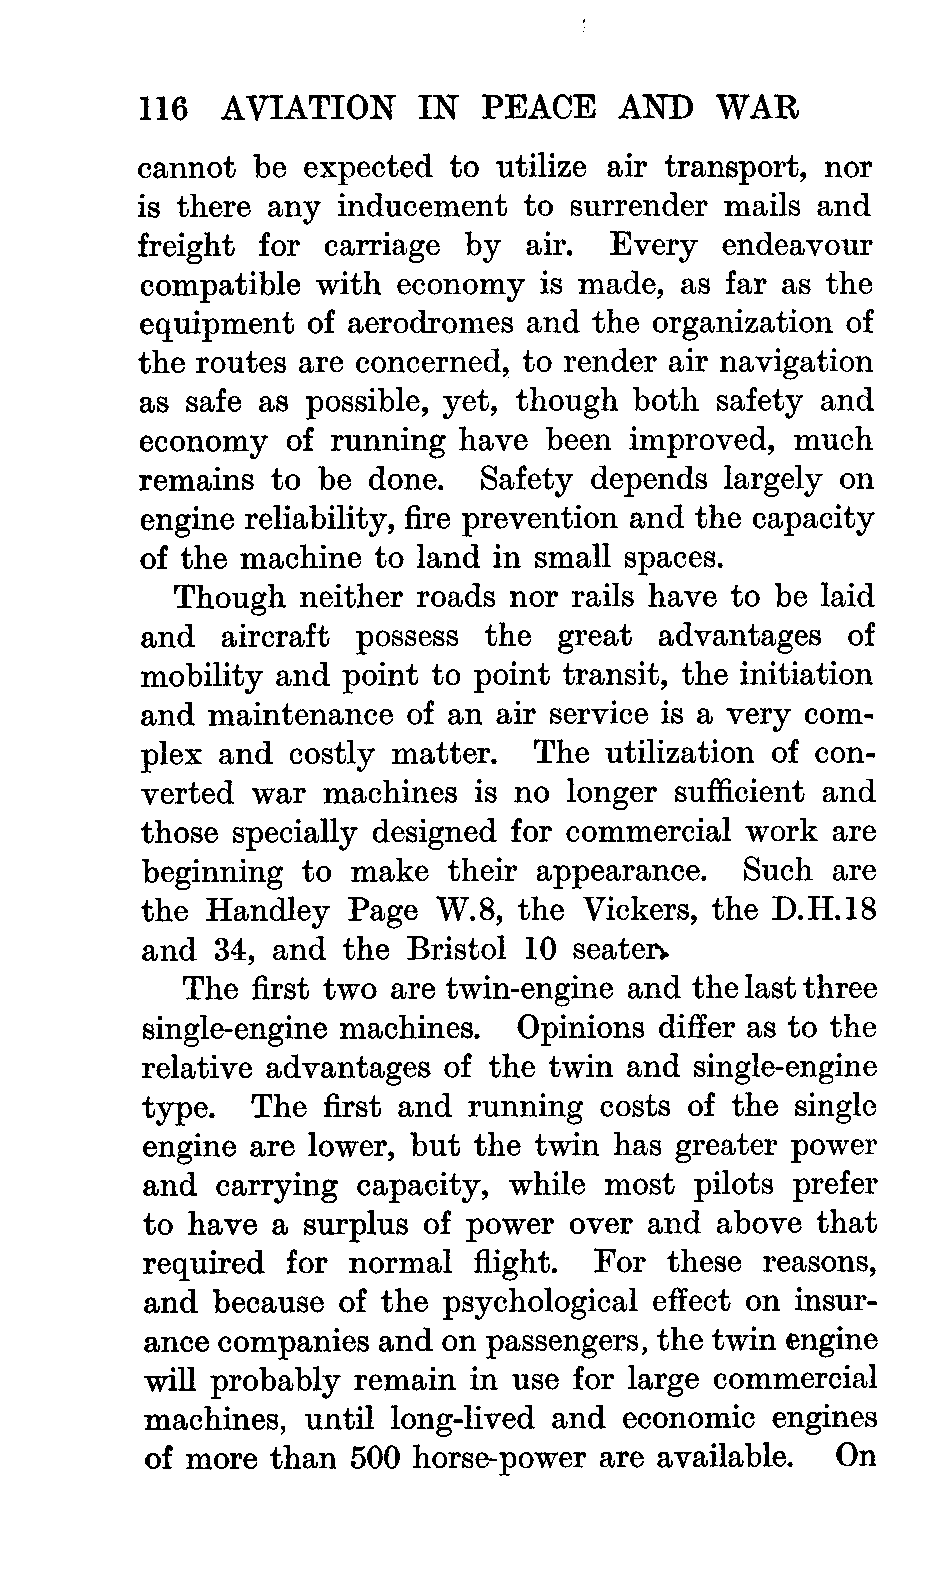 116 AVIATION IN PEACE AND WAR
cannot be expected to utilize air transport, nor
is there any inducement to surrender mails and
freight for carriage by air. Every endeavour
compatible with economy is made, as far as the
equipment of aerodromes and the organization of
the routes are concerned, to render air navigation
as safe as possible, yet, though both safety and
economy of running have been improved, much
remains to be done. Safety depends largely on
engine reliability, fire prevention and the capacity
of the machine to land in small spaces.
Though neither roads nor rails have to be laid
and aircraft possess the great advantages of
mobility and point to point transit, the initiation
and maintenance of an air service is a very com-
plex and costly matter. The utilization of con-
verted war machines is no longer sufficient and
those specially designed for commercial work are
beginning to make their appearance. Such are
the Handley Page W.8, the Vickers, the D.H.18
and 34, and the Bristol 10 seater.
The first two are twin-engine and the last three
single-engine machines. Opinions differ as to the
relative advantages of the twin and single-engine
type. The first and running costs of the single
engine are lower, but the twin has greater power
and carrying capacity, while most pilots prefer
to have a surplus of power over and above that
required for normal flight. For these reasons,
and because of the psychological effect on insur-
ance companies and on passengers, the twin engine
will probably remain in use for large commercial
machines, until long-lived and economic engines
of more than 500 horse-power are available. On